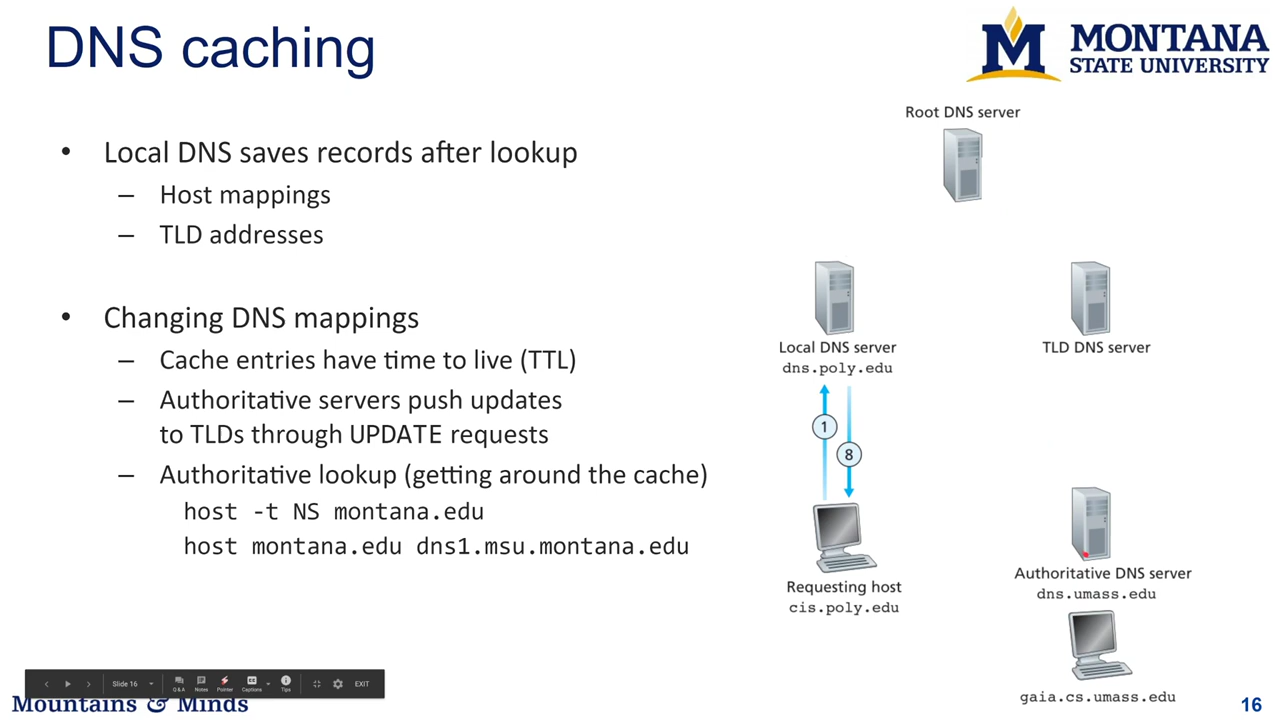 DNS caching
MONTANA
STATE UNIVERSITY
• Local DNS saves records after lookup
– Host mappings
– TLD addresses
• Changing DNS mappings
– Cache entries have time to live (TTL)
– Authoritative servers push updates
to TLDs through UPDATE requests
– Authoritative lookup (getting around the cache)
host -t NS montana.edu
host montana.edu dns1.msu.montana.edu
Root DNS server
Local DNS server
dns.poly.edu
TLD DNS server
1
8
Requesting host
cis.poly.edu
Authoritative DNS server
dns.umass.edu
gaia.cs.umass.edu
Slide 16
Q&A
Notes
Pointer
Captions
Tips
EXIT
Mountains & Minds
16